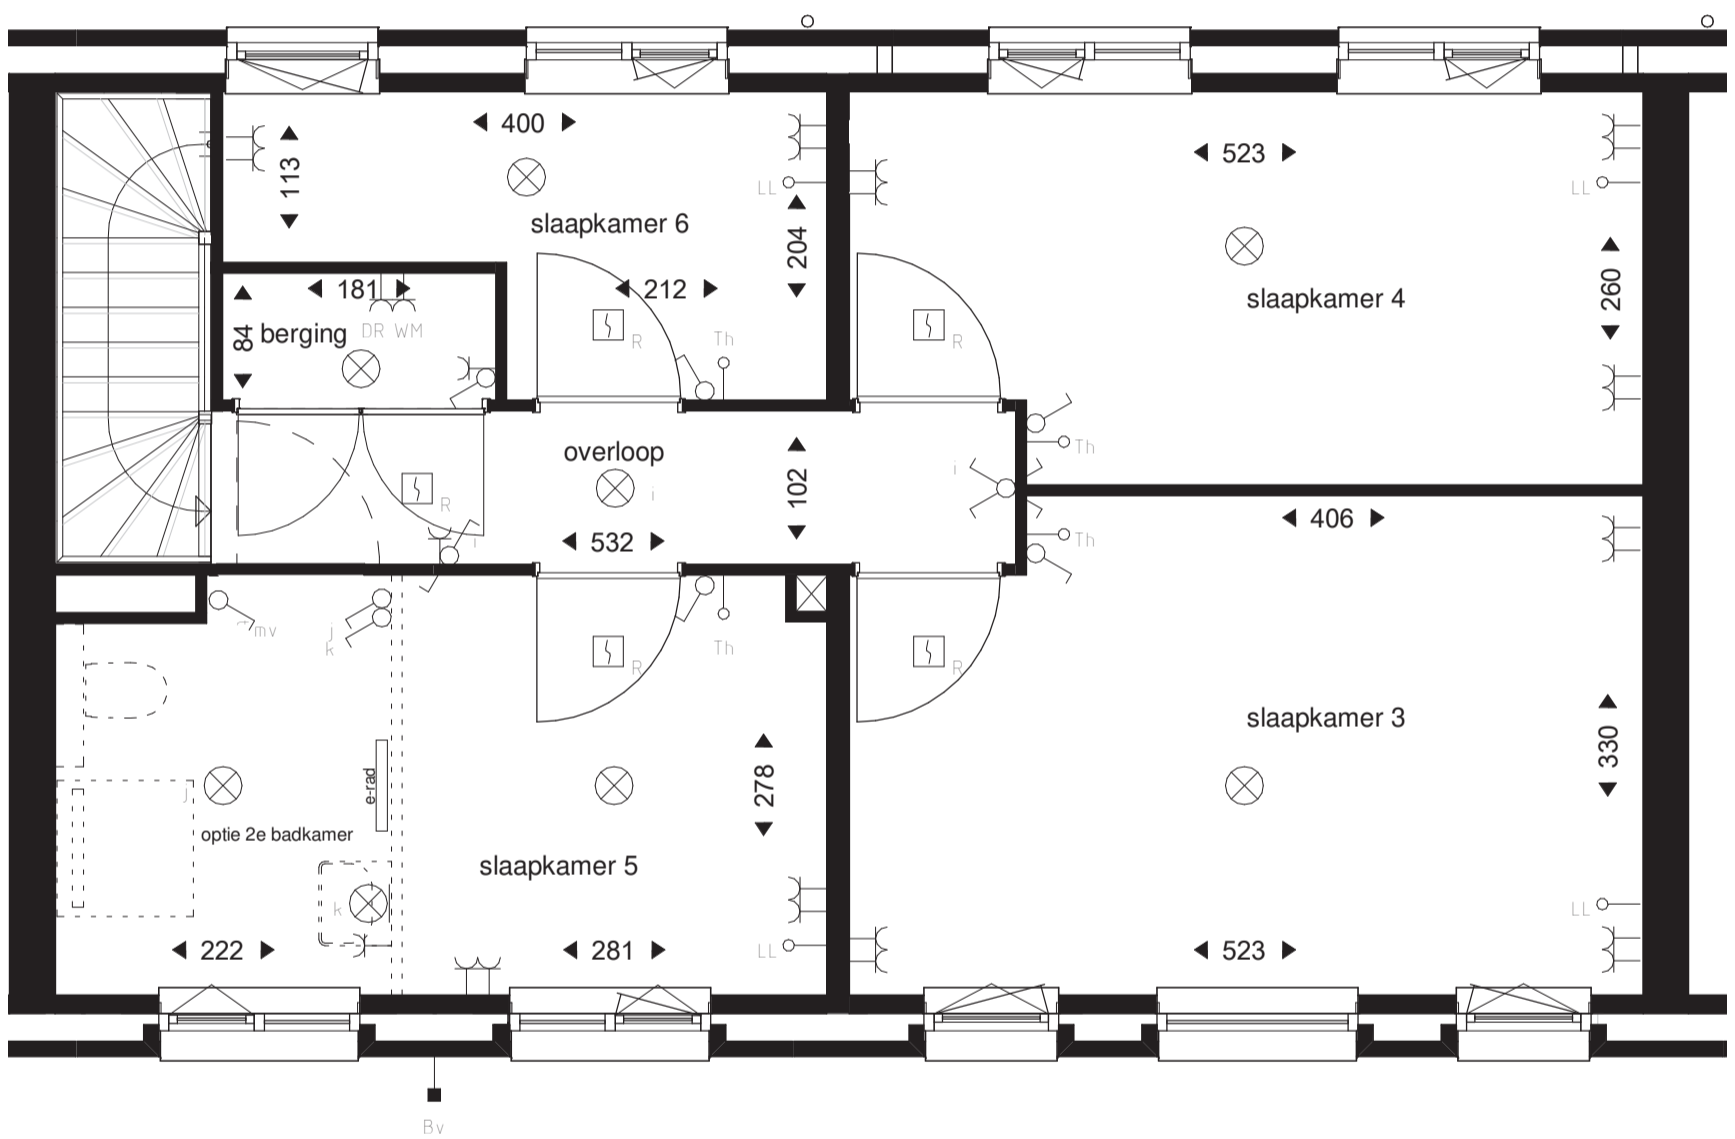 400
113
LL
slaapkamer 6
204
212
181
DR WM
84
berging
R
Th
523
LL
260
slaapkamer 4
R
Th
overloop
i
i
102
R
i
532
406
Th
mv
j
k
R
Th
R
slaapkamer 3
330
278
j
e-rad
optie 2e badkamer
slaapkamer 5
k
LL
222
281
LL
523
Bv